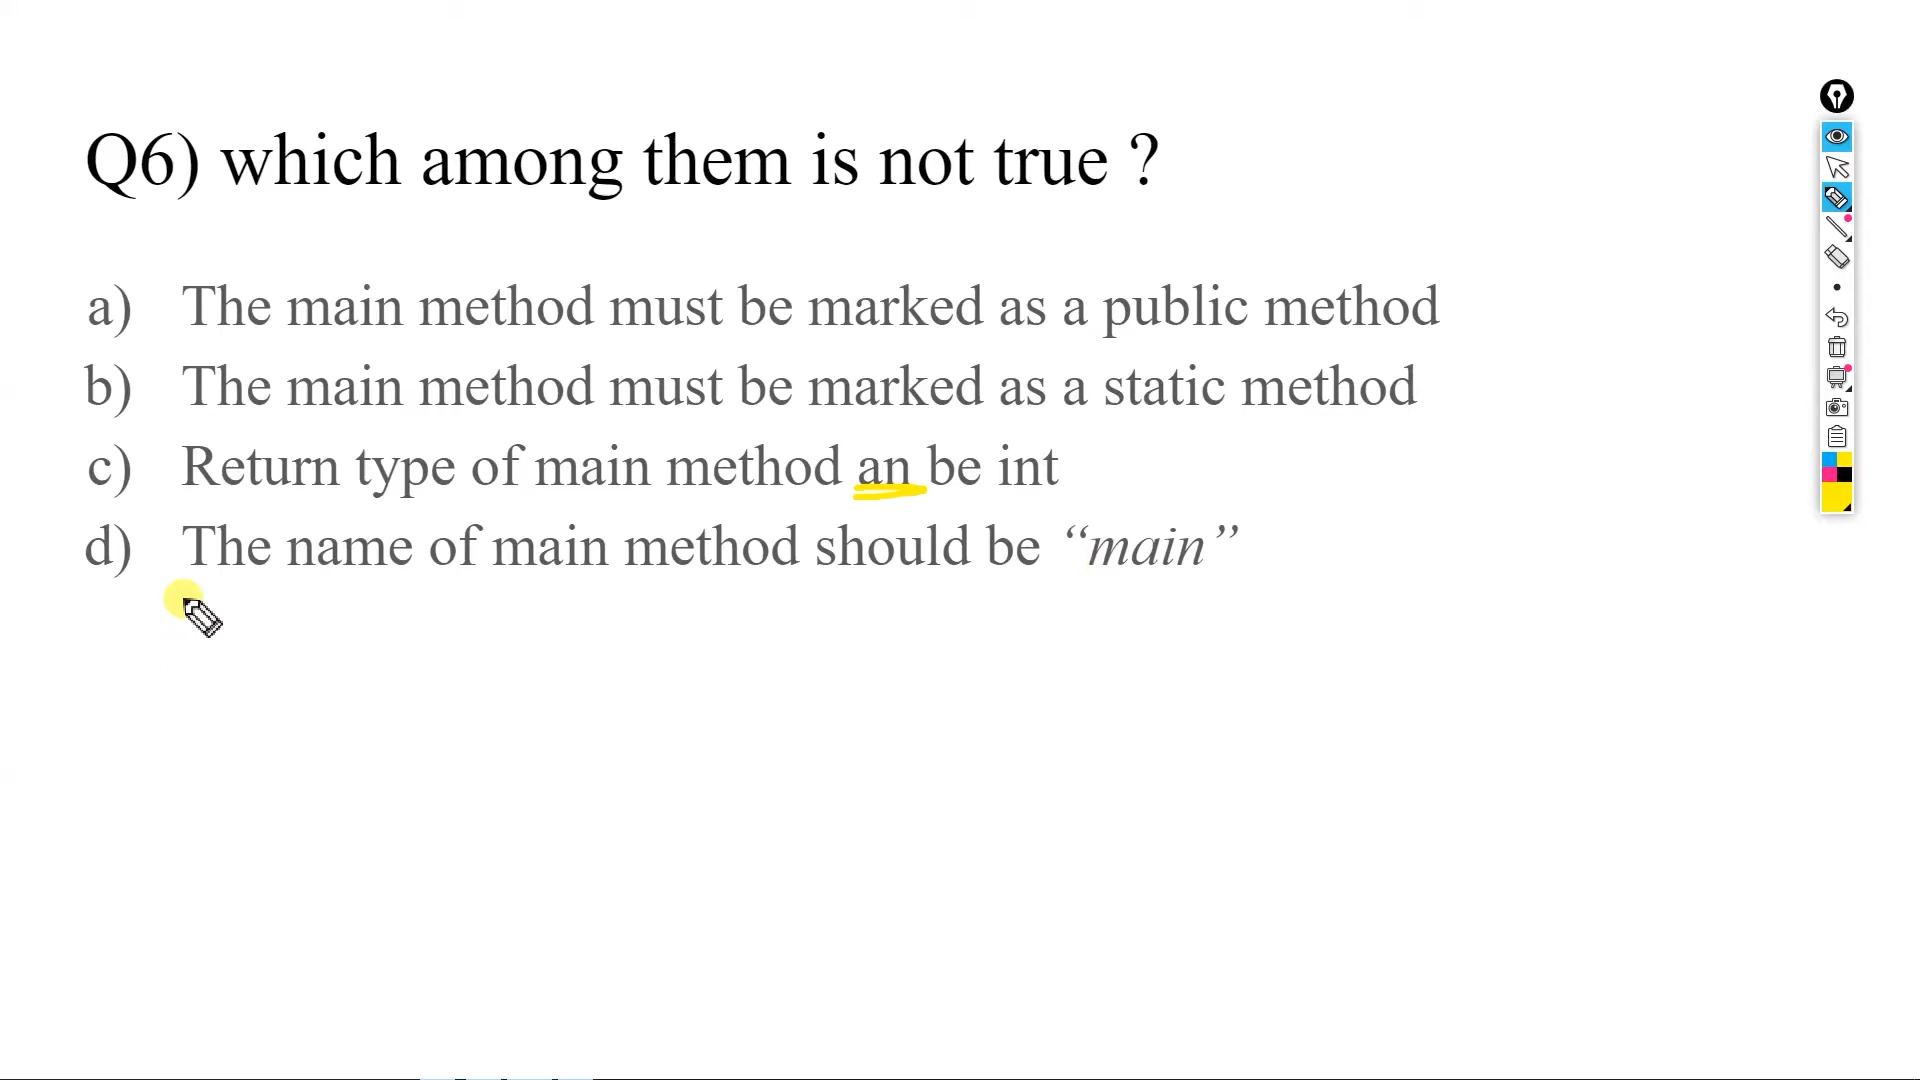 Q6) which among them is not true ?
a) The main method must be marked as a public method
b) The main method must be marked as a static method
c) Return type of main method an be int
d) The name of main method should be “main”